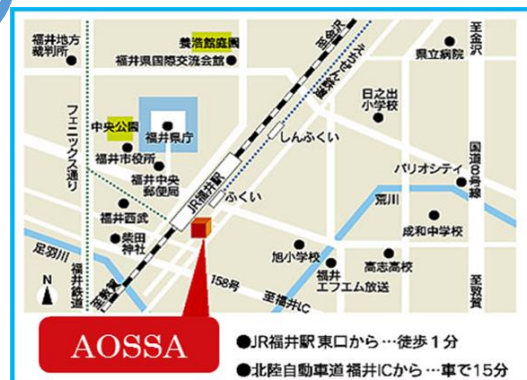 福井地方
裁判所
養浩館庭園
福井県国際交流会館
至金沢
えちぜん鉄道
県立病院
至金沢
日之出
小学校
しんふくい
フェニックス通り
中央公園
福井県庁
福井市役所
福井中央
郵便局
JR福井駅
ふくい
国道8号線
バリオシティ
荒川
福井西武
柴田
神社
足羽川
福井鉄道
旭小学校
成和中学校
高志高校
福井
エフエム放送
158号
至福井IC
至敦賀
至敦賀
N
AOSSA
●JR福井駅東口から…徒歩1分
●北陸自動車道福井ICから…車で15分